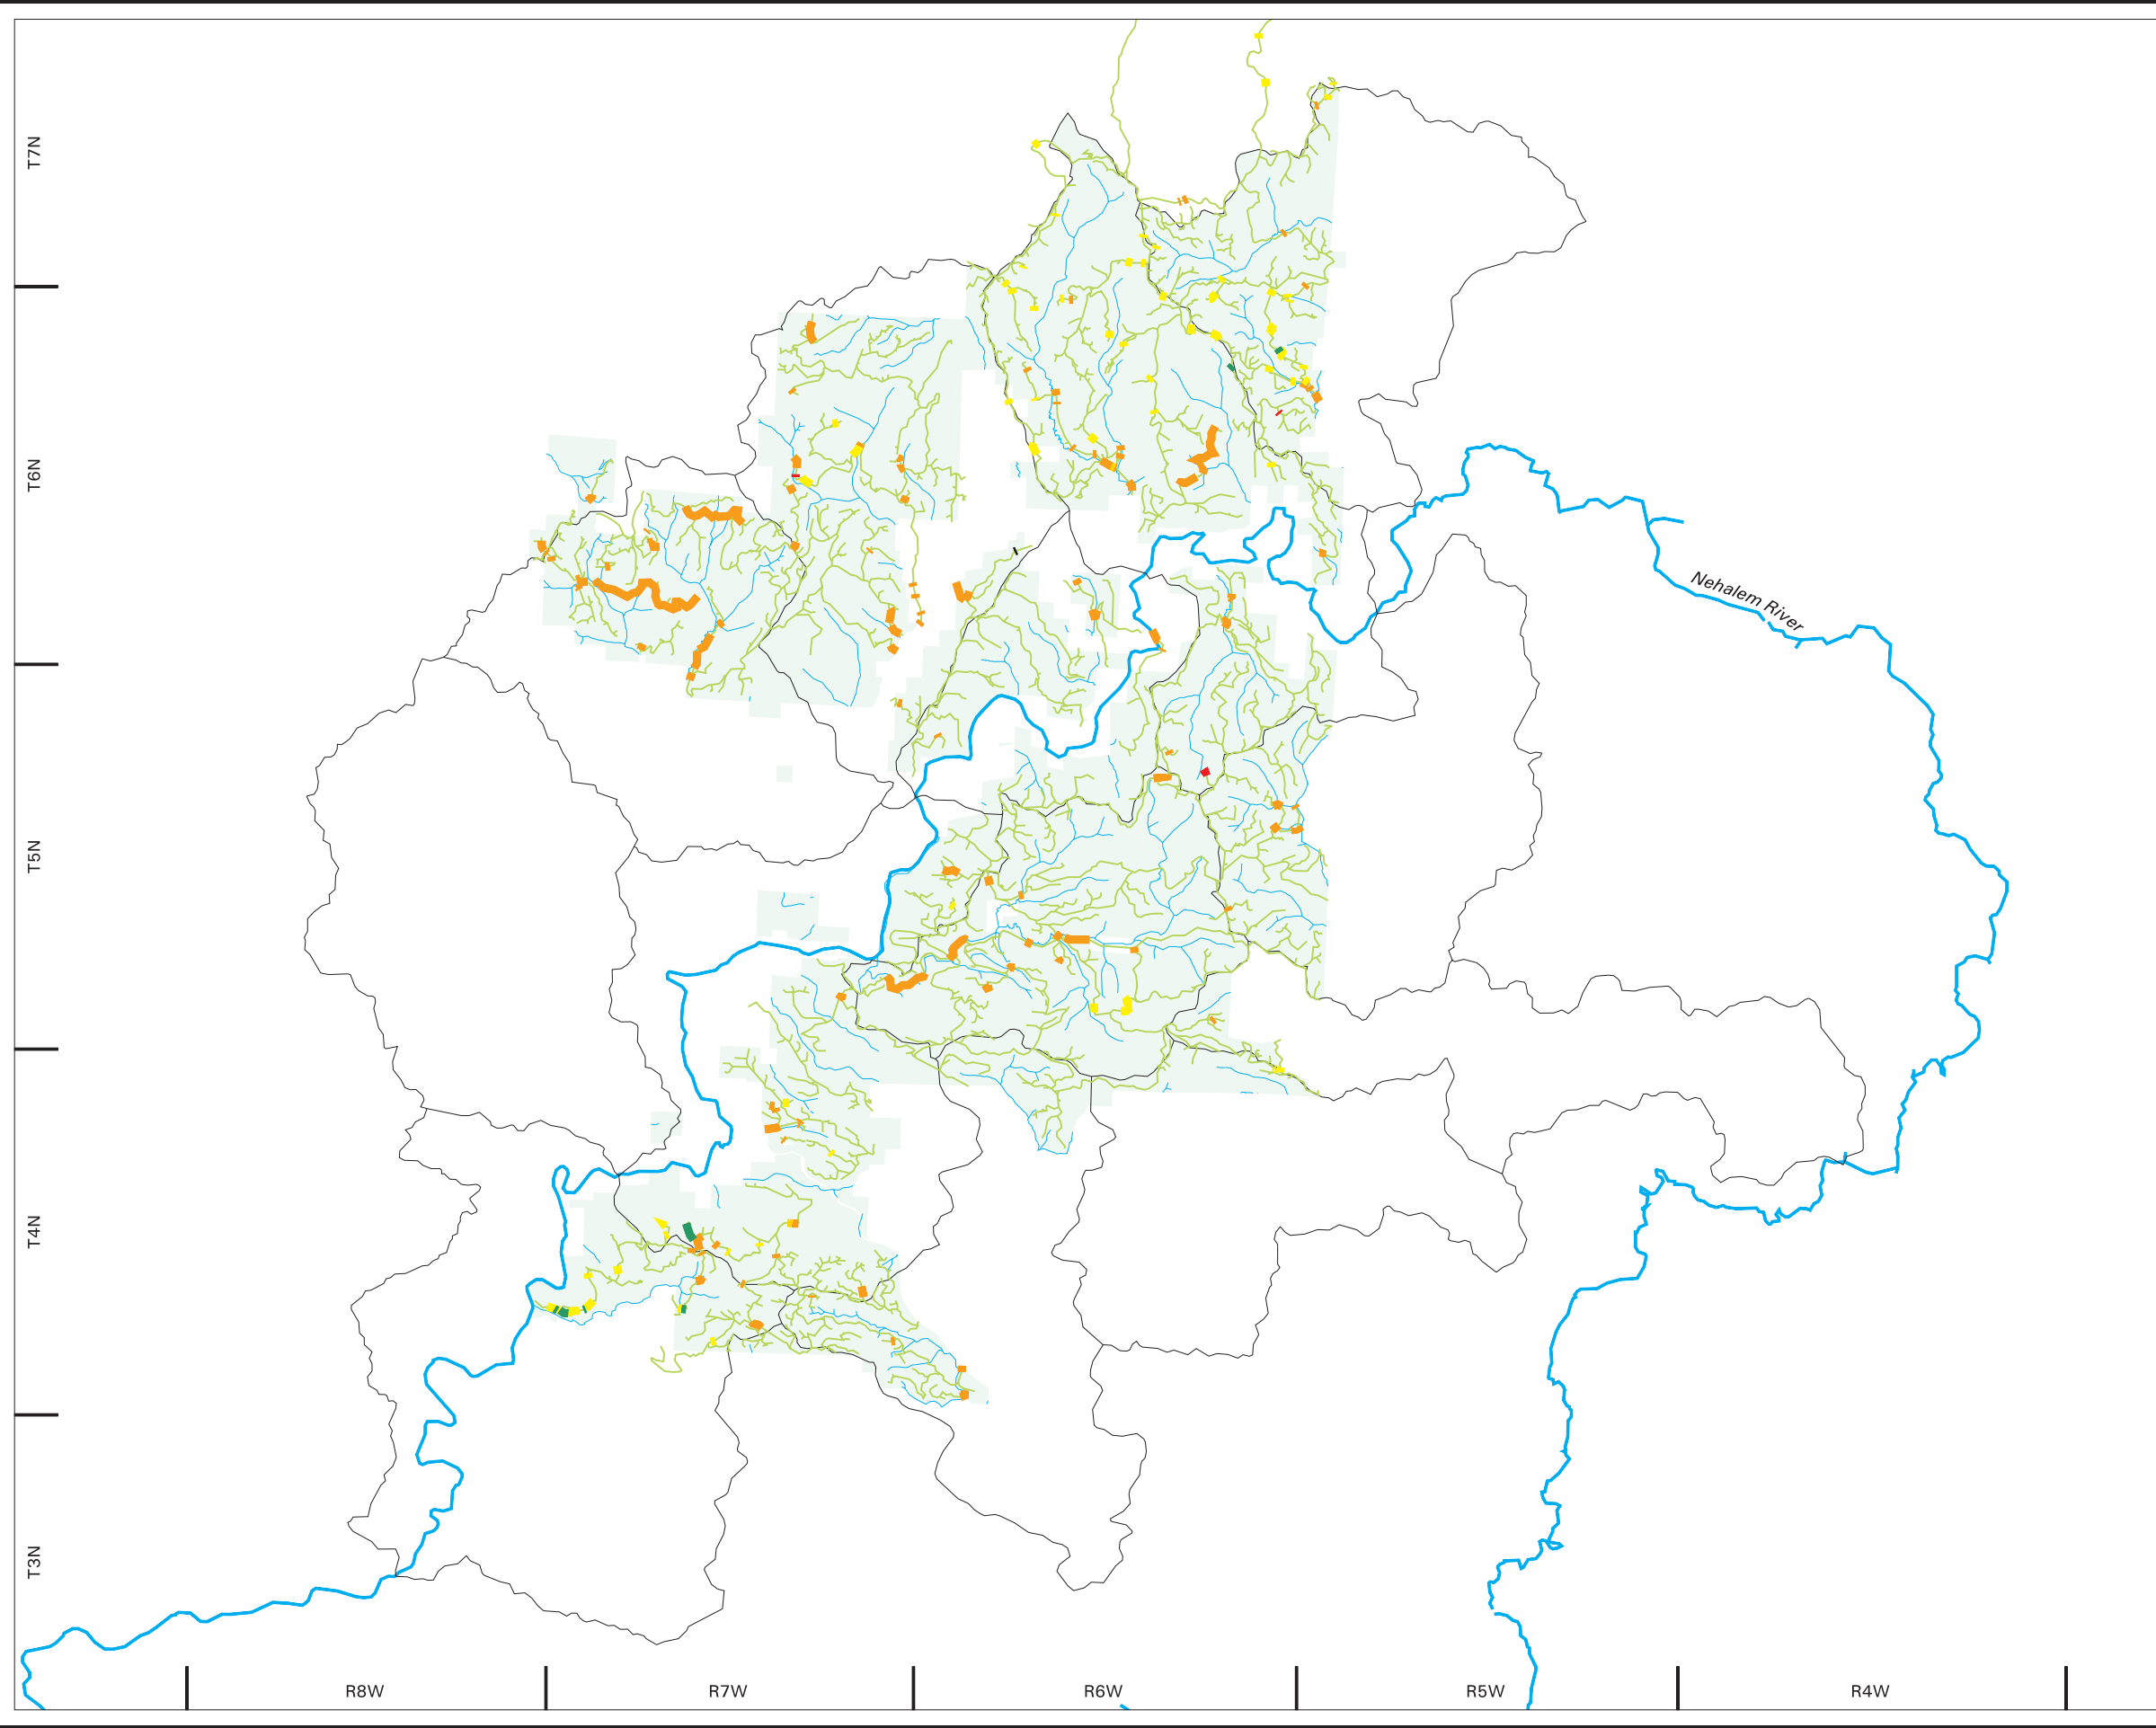 T7N
T6N
Nehalem River
T5N
T4N
T3N
R8W
R7W
R6W
R5W
R4W